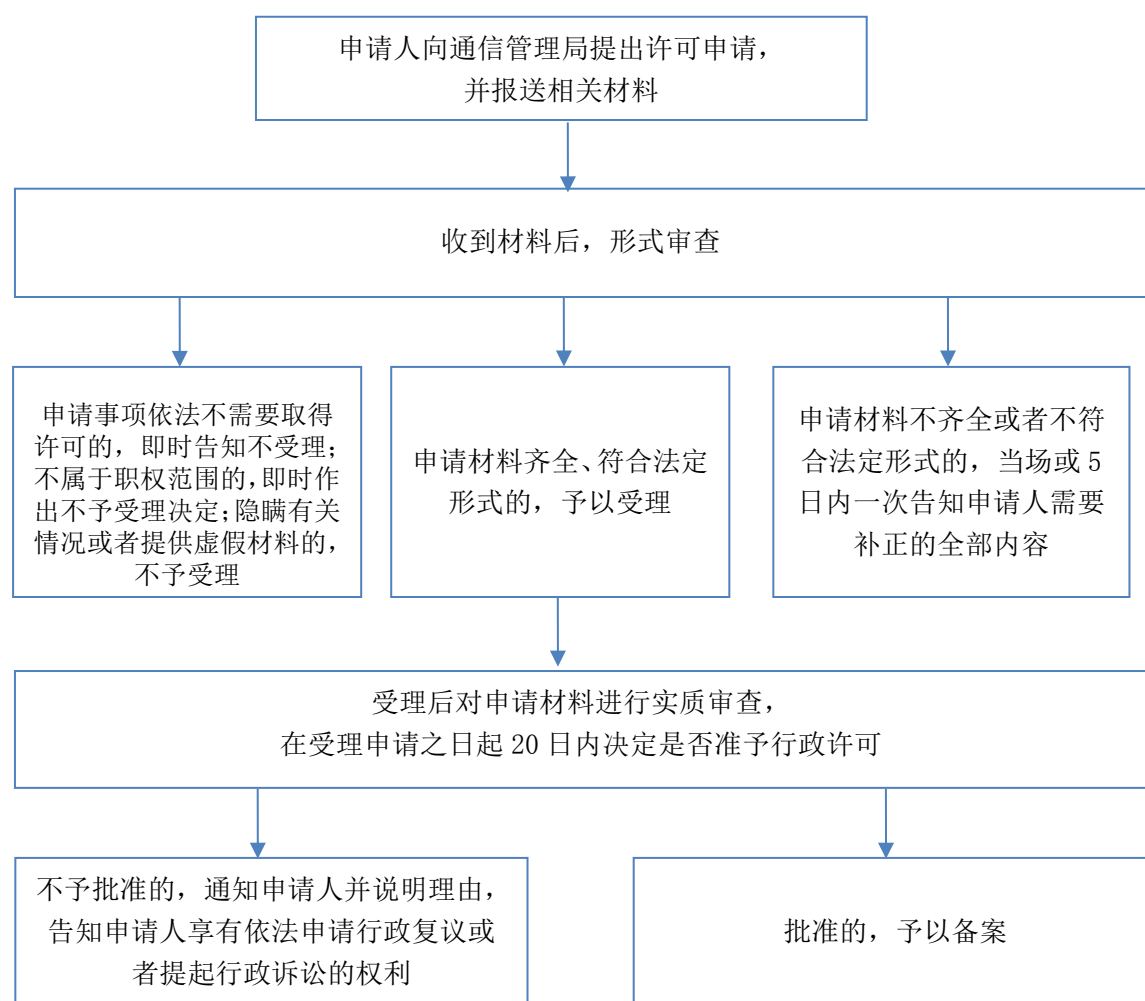 申请人向通信管理局提出许可申请，
并报送相关材料
收到材料后，形式审查
申请事项依法不需要取得
许可的，即时告知不受理；
不属于职权范围的，即时作
出不予受理决定；隐瞒有关
情况或者提供虚假材料的，
不予受理
申请材料齐全、符合法定
形式的，予以受理
申请材料不齐全或者不符
合法定形式的，当场或 5
日内一次告知申请人需要
补正的全部内容
受理后对申请材料进行实质审查，
在受理申请之日起 20 日内决定是否准予行政许可
不予批准的，通知申请人并说明理由，
告知申请人享有依法申请行政复议或
者提起行政诉讼的权利
批准的，予以备案